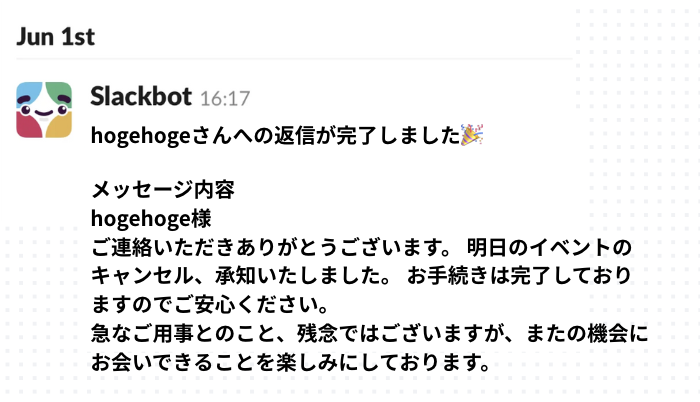 Jun 1st
Slackbot 16:17
hogehogeさんへの返信が完了しました🎉
メッセージ内容
hogehoge様
ご連絡いただきありがとうございます。 明日のイベントの
キャンセル、承知いたしました。 お手続きは完了しており
ますのでご安心ください。
急なご用事とのこと、残念ではございますが、またの機会に
お会いできることを楽しみにしております。